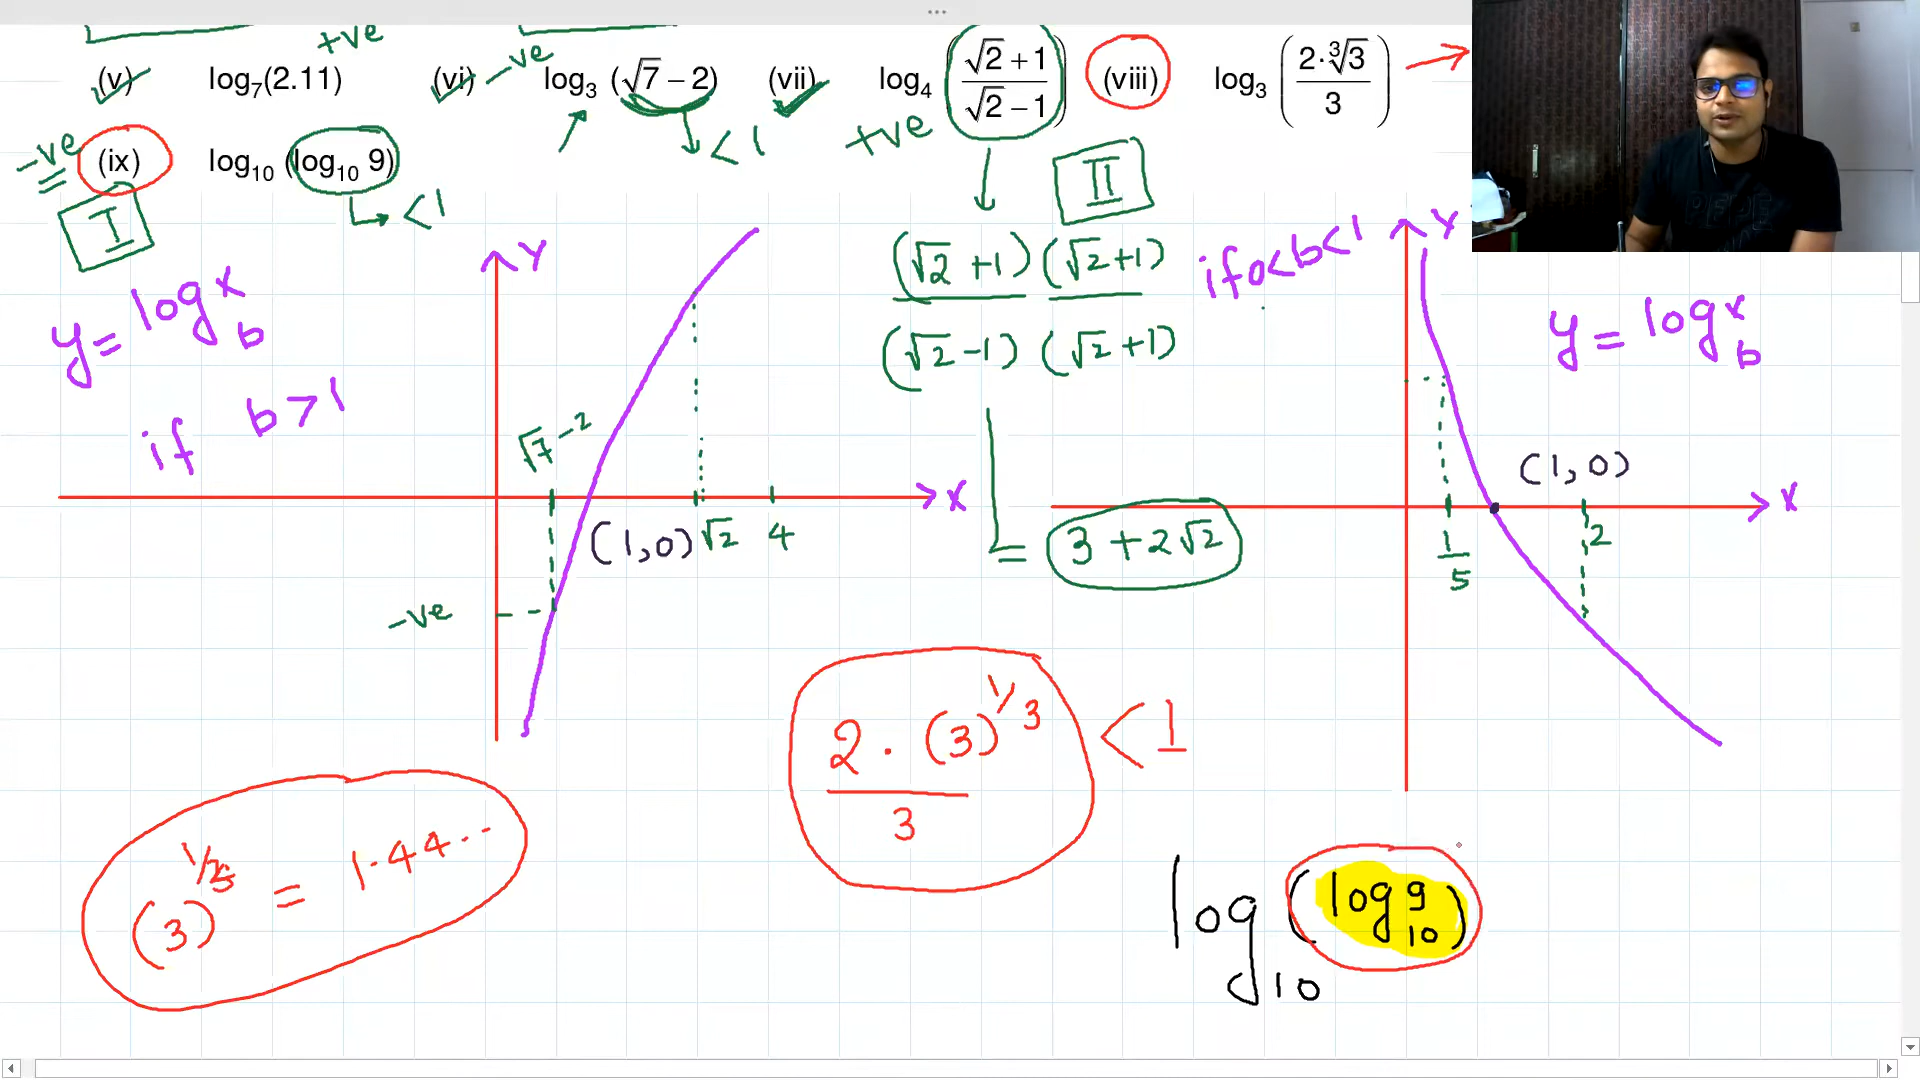 +ve
(v) log7(2.11) (vi) -ve log3 (√7 − 2) (vii) log4 (√2 + 1 / √2 − 1) (viii) log3 (2·∛3 / 3)
< 1
+ve
-ve (ix) log10 (log10 9)
< 1
I
II
y = log_b x
if b > 1
Y
X
√7 - 2
(1,0)
√2
4
-ve
(√2 + 1) (√2 + 1)
(√2 - 1) (√2 + 1)
= 3 + 2√2
if 0 < b < 1
Y
y = log_b x
(1,0)
X
1/5
2
2 · (3)^1/3
3
< 1
= 1.44..
log10 (log10 9)